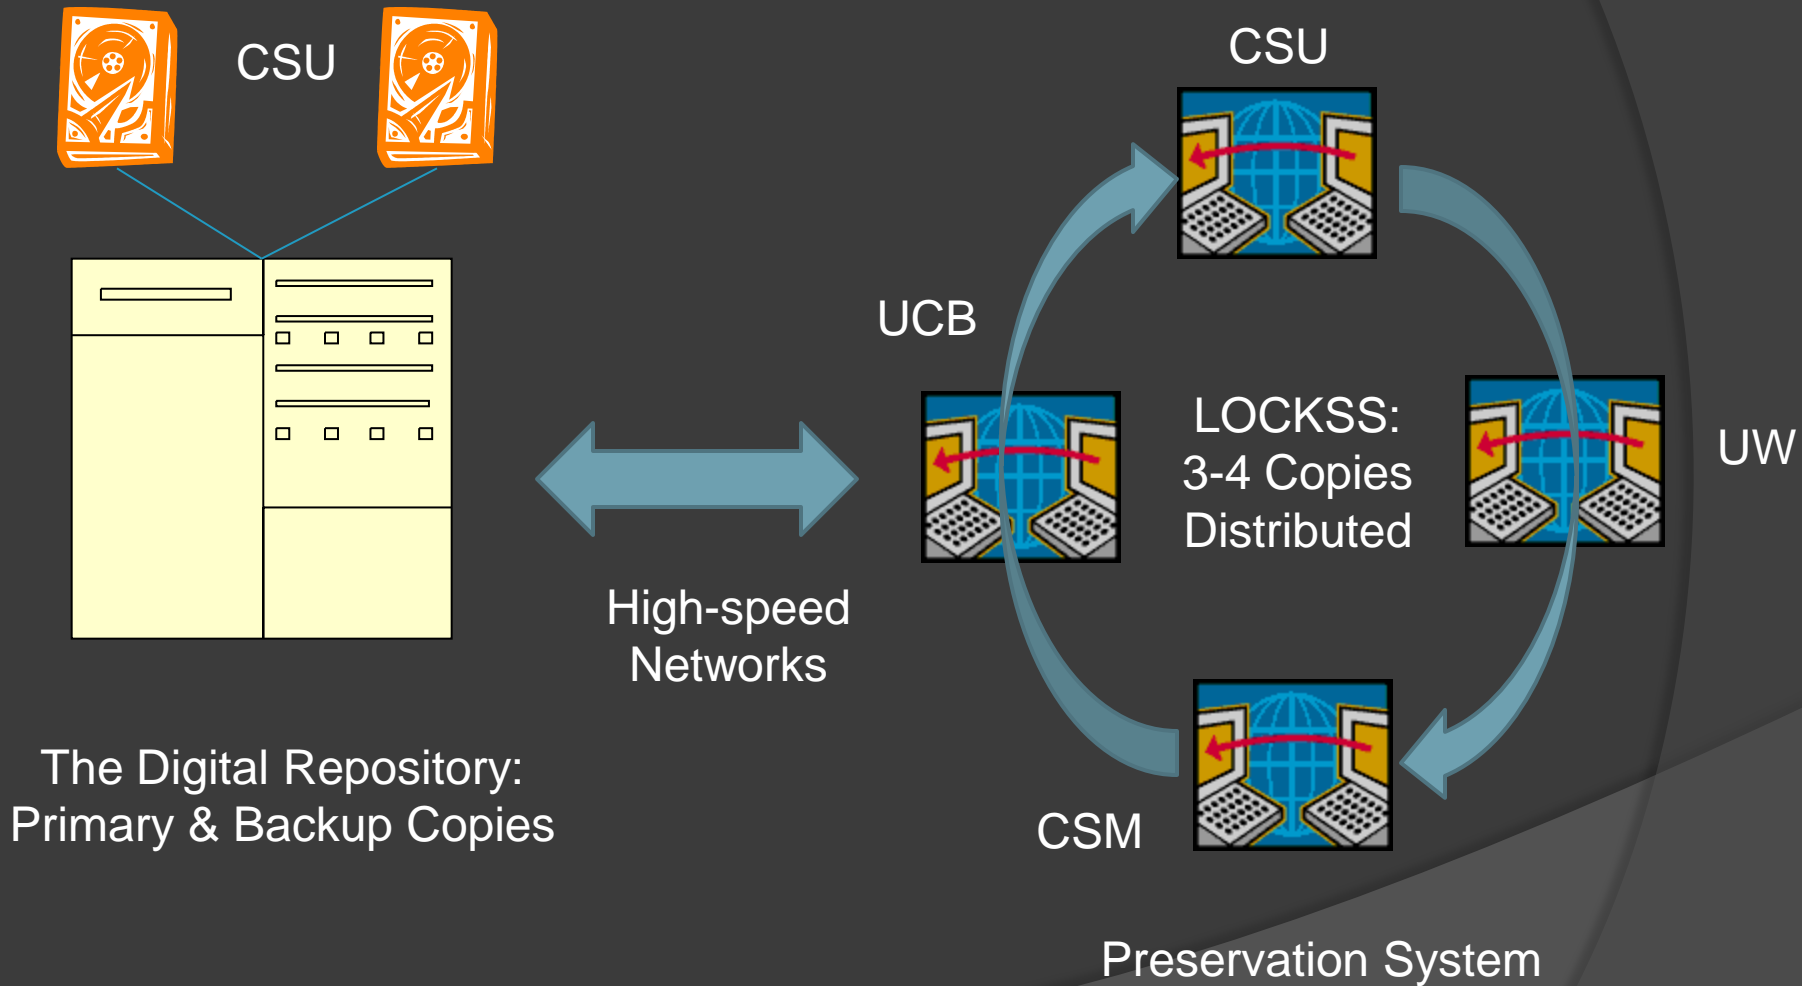 CSU
CSU
UCB
LOCKSS:
3-4 Copies
Distributed
UW
High-speed
Networks
The Digital Repository:
Primary & Backup Copies
CSM
Preservation System